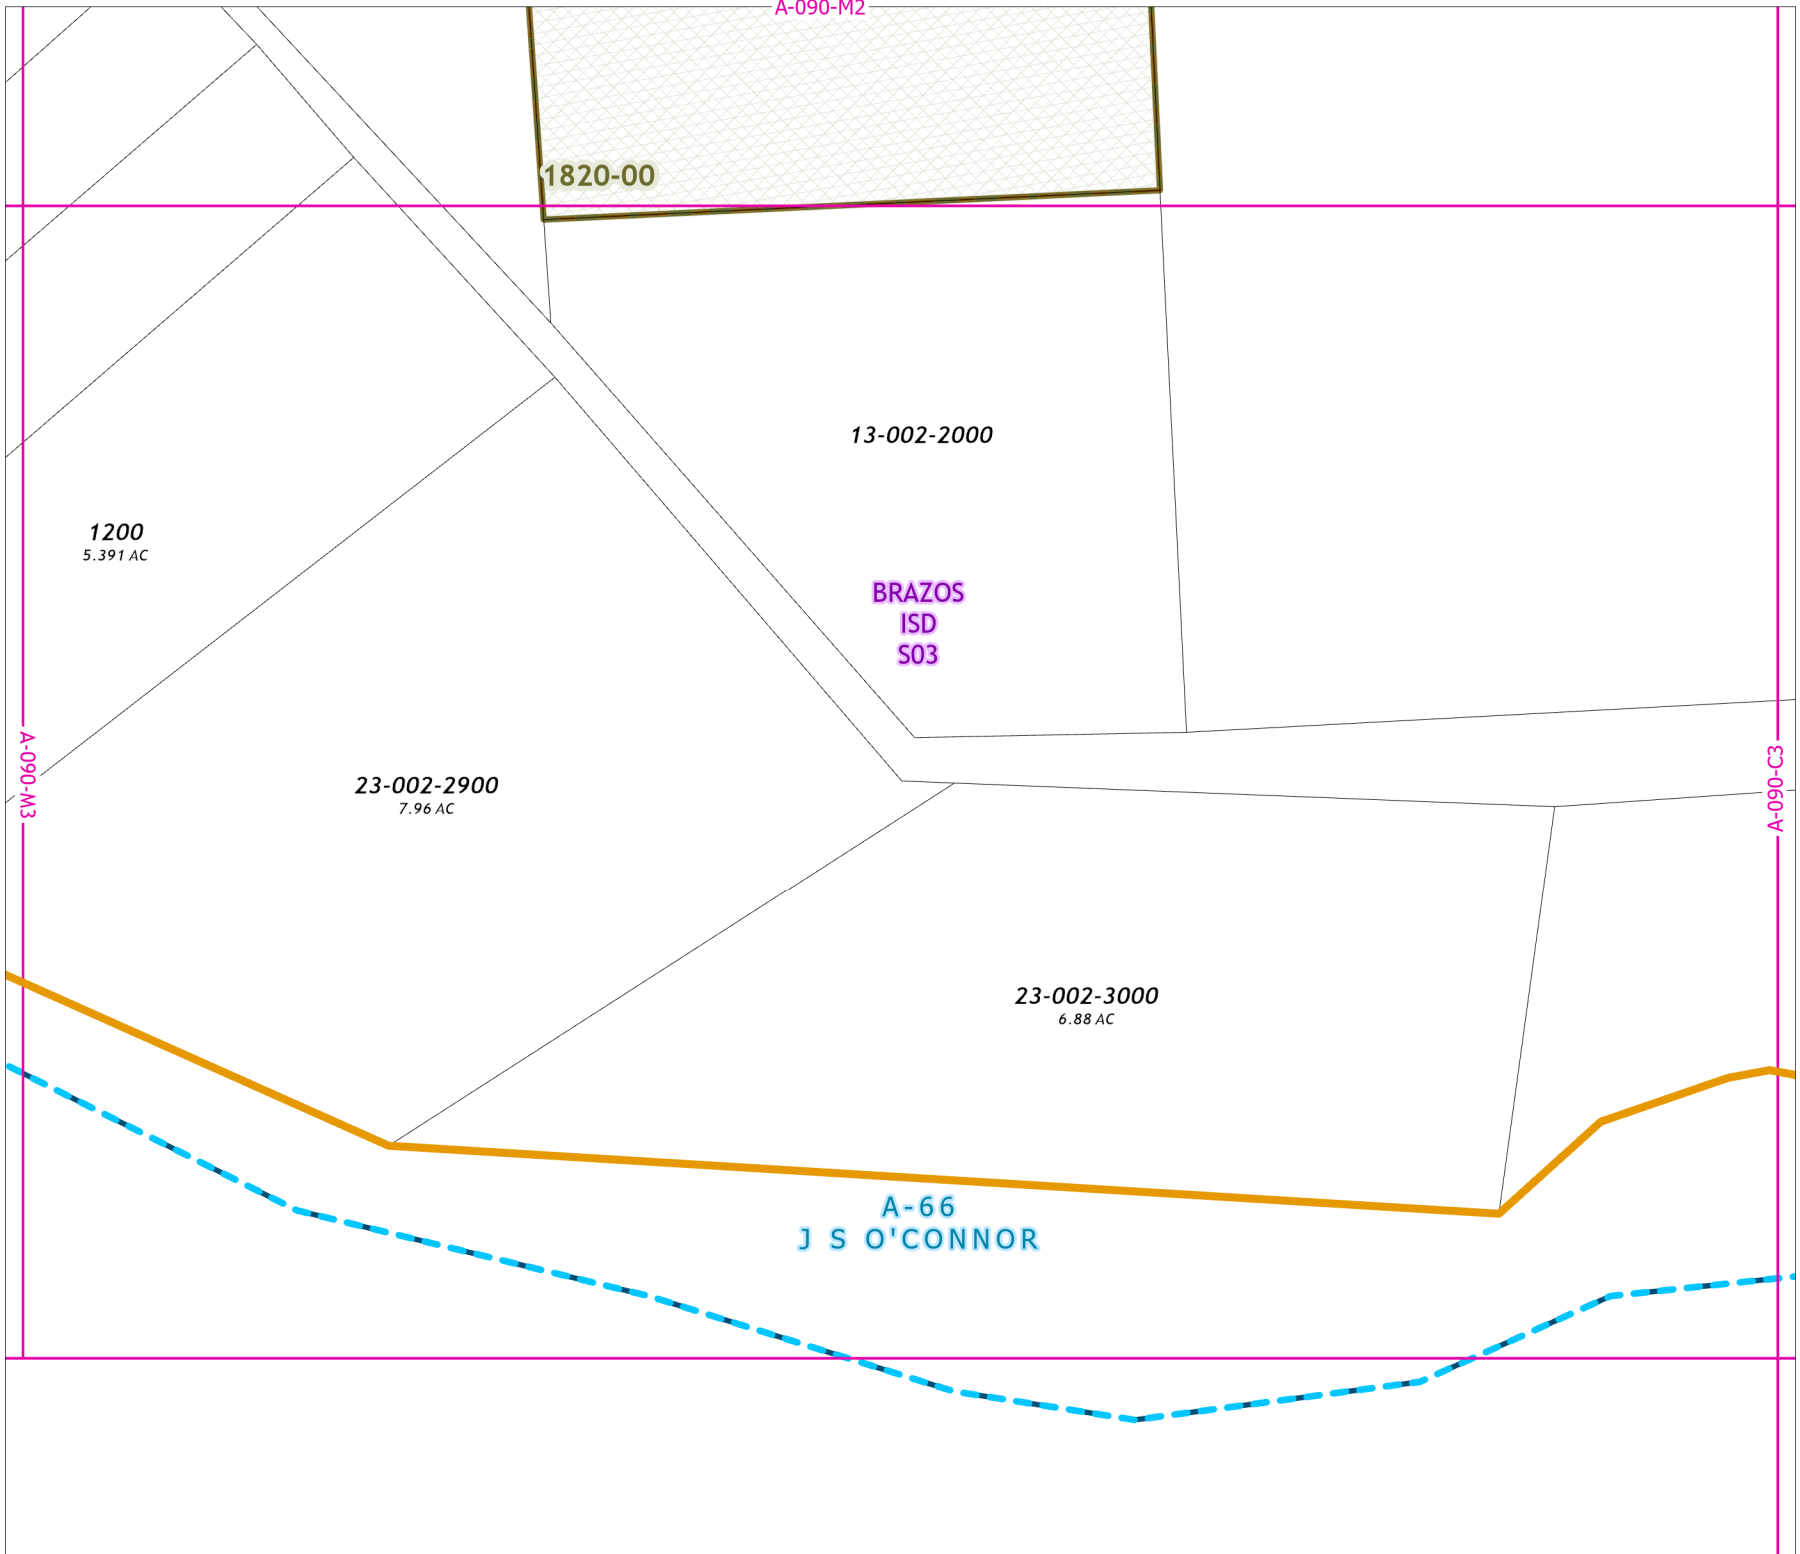 A-090-M2
1820-00
13-002-2000
1200
5.391 AC
BRAZOS
ISD
S03
A-090-M3
23-002-2900
7.96 AC
A-090-C3
23-002-3000
6.88 AC
A-66
J S O'CONNOR